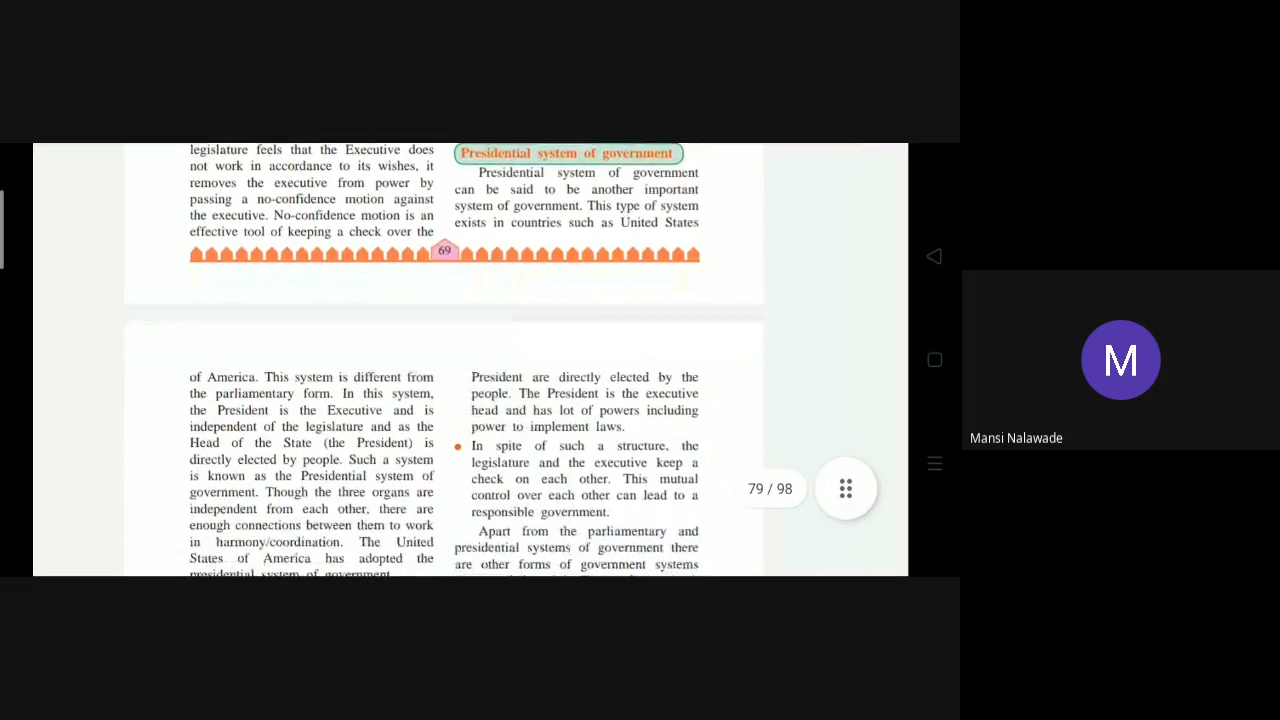 legislature feels that the Executive does
not work in accordance to its wishes, it
removes the executive from power by
passing a no-confidence motion against
the executive. No-confidence motion is an
effective tool of keeping a check over the
Presidential system of government
Presidential system of government
can be said to be another important
system of government. This type of system
exists in countries such as United States
69
of America. This system is different from
the parliamentary form. In this system,
the President is the Executive and is
independent of the legislature and as the
Head of the State (the President) is
directly elected by people. Such a system
is known as the Presidential system of
government. Though the three organs are
independent from each other, there are
enough connections between them to work
in harmony/coordination. The United
States of America has adopted the
presidential system of government.
President are directly elected by the
people. The President is the executive
head and has lot of powers including
power to implement laws.
• In spite of such a structure, the
legislature and the executive keep a
check on each other. This mutual
control over each other can lead to a
responsible government.
Apart from the parliamentary and
presidential systems of government there
are other forms of government systems
79 / 98
M
Mansi Nalawade